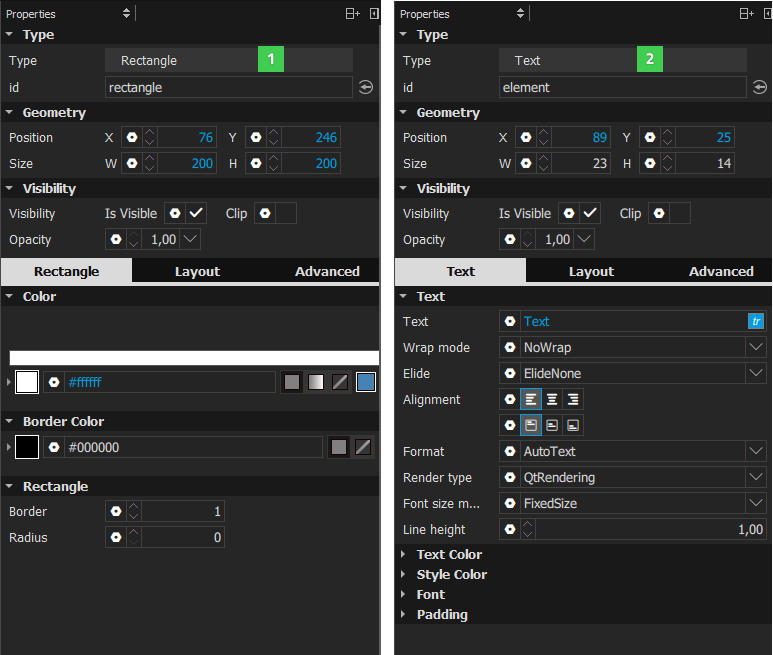 Properties
Type
Type Rectangle 1
id rectangle
Geometry
Position X 76 Y 246
Size W 200 H 200
Visibility
Visibility Is Visible Clip
Opacity 1,00
Rectangle Layout Advanced
Color
#ffffff
Border Color
#000000
Rectangle
Border 1
Radius 0
Properties
Type
Type Text 2
id element
Geometry
Position X 89 Y 25
Size W 23 H 14
Visibility
Visibility Is Visible Clip
Opacity 1,00
Text Layout Advanced
Text
Text Text tr
Wrap mode NoWrap
Elide ElideNone
Alignment
Format AutoText
Render type QtRendering
Font size m... FixedSize
Line height 1,00
Text Color
Style Color
Font
Padding